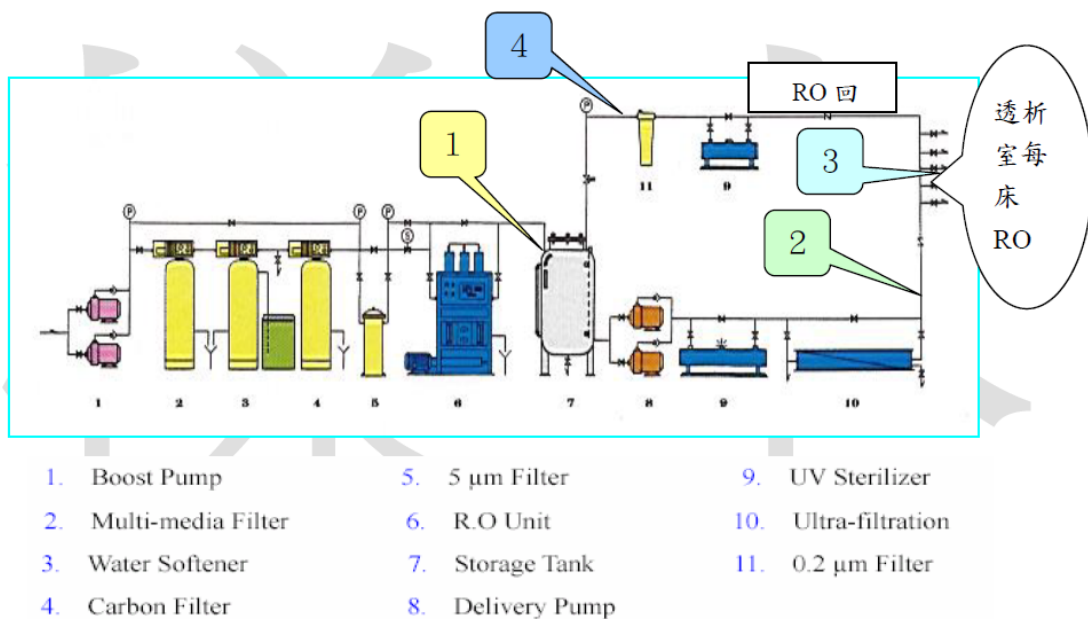 4
RO 回
透析
室每
床
RO
1
3
2
P
11
9
P
P
P
S
1
2
3
4
5
6
7
8
9
10
1. Boost Pump
2. Multi-media Filter
3. Water Softener
4. Carbon Filter
5. 5 μm Filter
6. R.O Unit
7. Storage Tank
8. Delivery Pump
9. UV Sterilizer
10. Ultra-filtration
11. 0.2 μm Filter